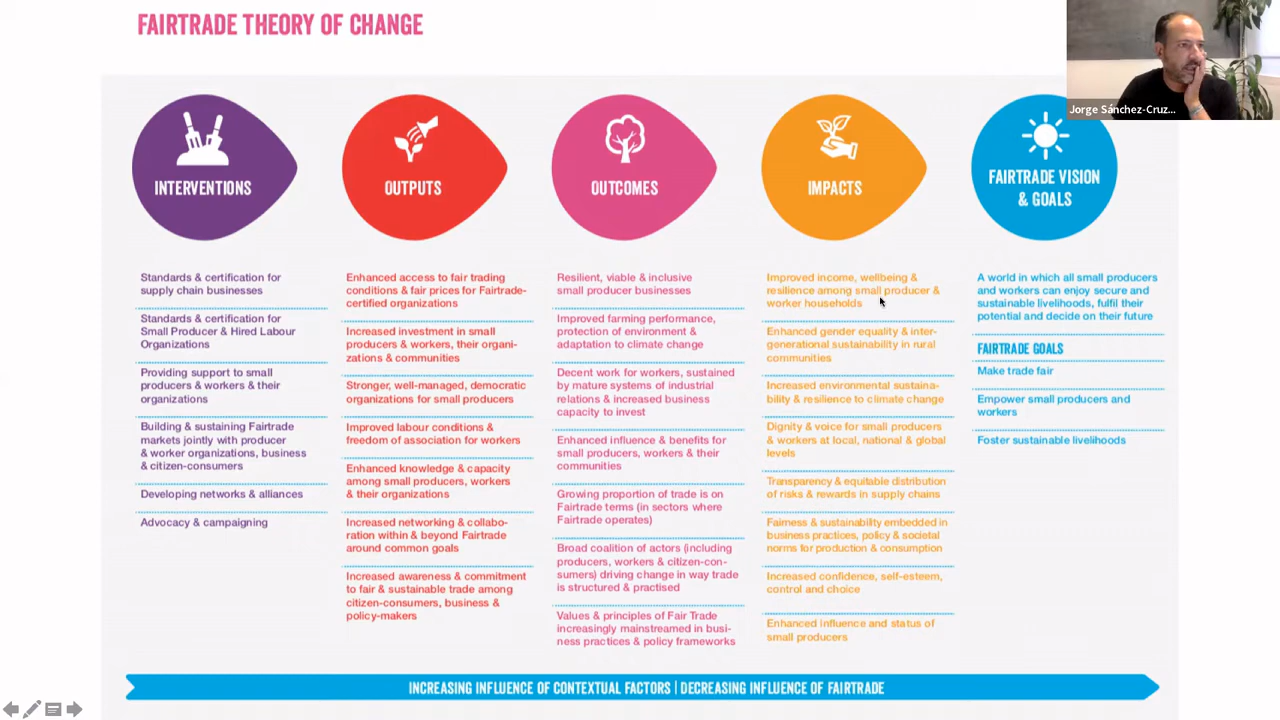 FAIRTRADE THEORY OF CHANGE
Jorge Sánchez-Cruz...
INTERVENTIONS
Standards & certification for
supply chain businesses
Standards & certification for
Small Producer & Hired Labour
Organizations
Providing support to small
producers & workers & their
organizations
Building & sustaining Fairtrade
markets jointly with producer
& worker organizations, business
& citizen-consumers
Developing networks & alliances
Advocacy & campaigning
OUTPUTS
Enhanced access to fair trading
conditions & fair prices for Fairtrade-
certified organizations
Increased investment in small
producers & workers, their organi-
zations & communities
Stronger, well-managed, democratic
organizations for small producers
Improved labour conditions &
freedom of association for workers
Enhanced knowledge & capacity
among small producers, workers
& their organizations
Increased networking & collabo-
ration within & beyond Fairtrade
around common goals
Increased awareness & commitment
to fair & sustainable trade among
citizen-consumers, business &
policy-makers
OUTCOMES
Resilient, viable & inclusive
small producer businesses
Improved farming performance,
protection of environment &
adaptation to climate change
Decent work for workers, sustained
by mature systems of industrial
relations & increased business
capacity to invest
Enhanced influence & benefits for
small producers, workers & their
communities
Growing proportion of trade is on
Fairtrade terms (in sectors where
Fairtrade operates)
Broad coalition of actors (including
producers, workers & citizen-con-
sumers) driving change in way trade
is structured & practised
Values & principles of Fair Trade
increasingly mainstreamed in busi-
ness practices & policy frameworks
IMPACTS
Improved income, wellbeing &
resilience among small producer &
worker households
Enhanced gender equality & inter-
generational sustainability in rural
communities
Increased environmental sustaina-
bility & resilience to climate change
Dignity & voice for small producers
& workers at local, national & global
levels
Transparency & equitable distribution
of risks & rewards in supply chains
Fairness & sustainability embedded in
business practices, policy & societal
norms for production & consumption
Increased confidence, self-esteem,
control and choice
Enhanced influence and status of
small producers
FAIRTRADE VISION
& GOALS
A world in which all small producers
and workers can enjoy secure and
sustainable livelihoods, fulfil their
potential and decide on their future
FAIRTRADE GOALS
Make trade fair
Empower small producers and
workers
Foster sustainable livelihoods
INCREASING INFLUENCE OF CONTEXTUAL FACTORS | DECREASING INFLUENCE OF FAIRTRADE